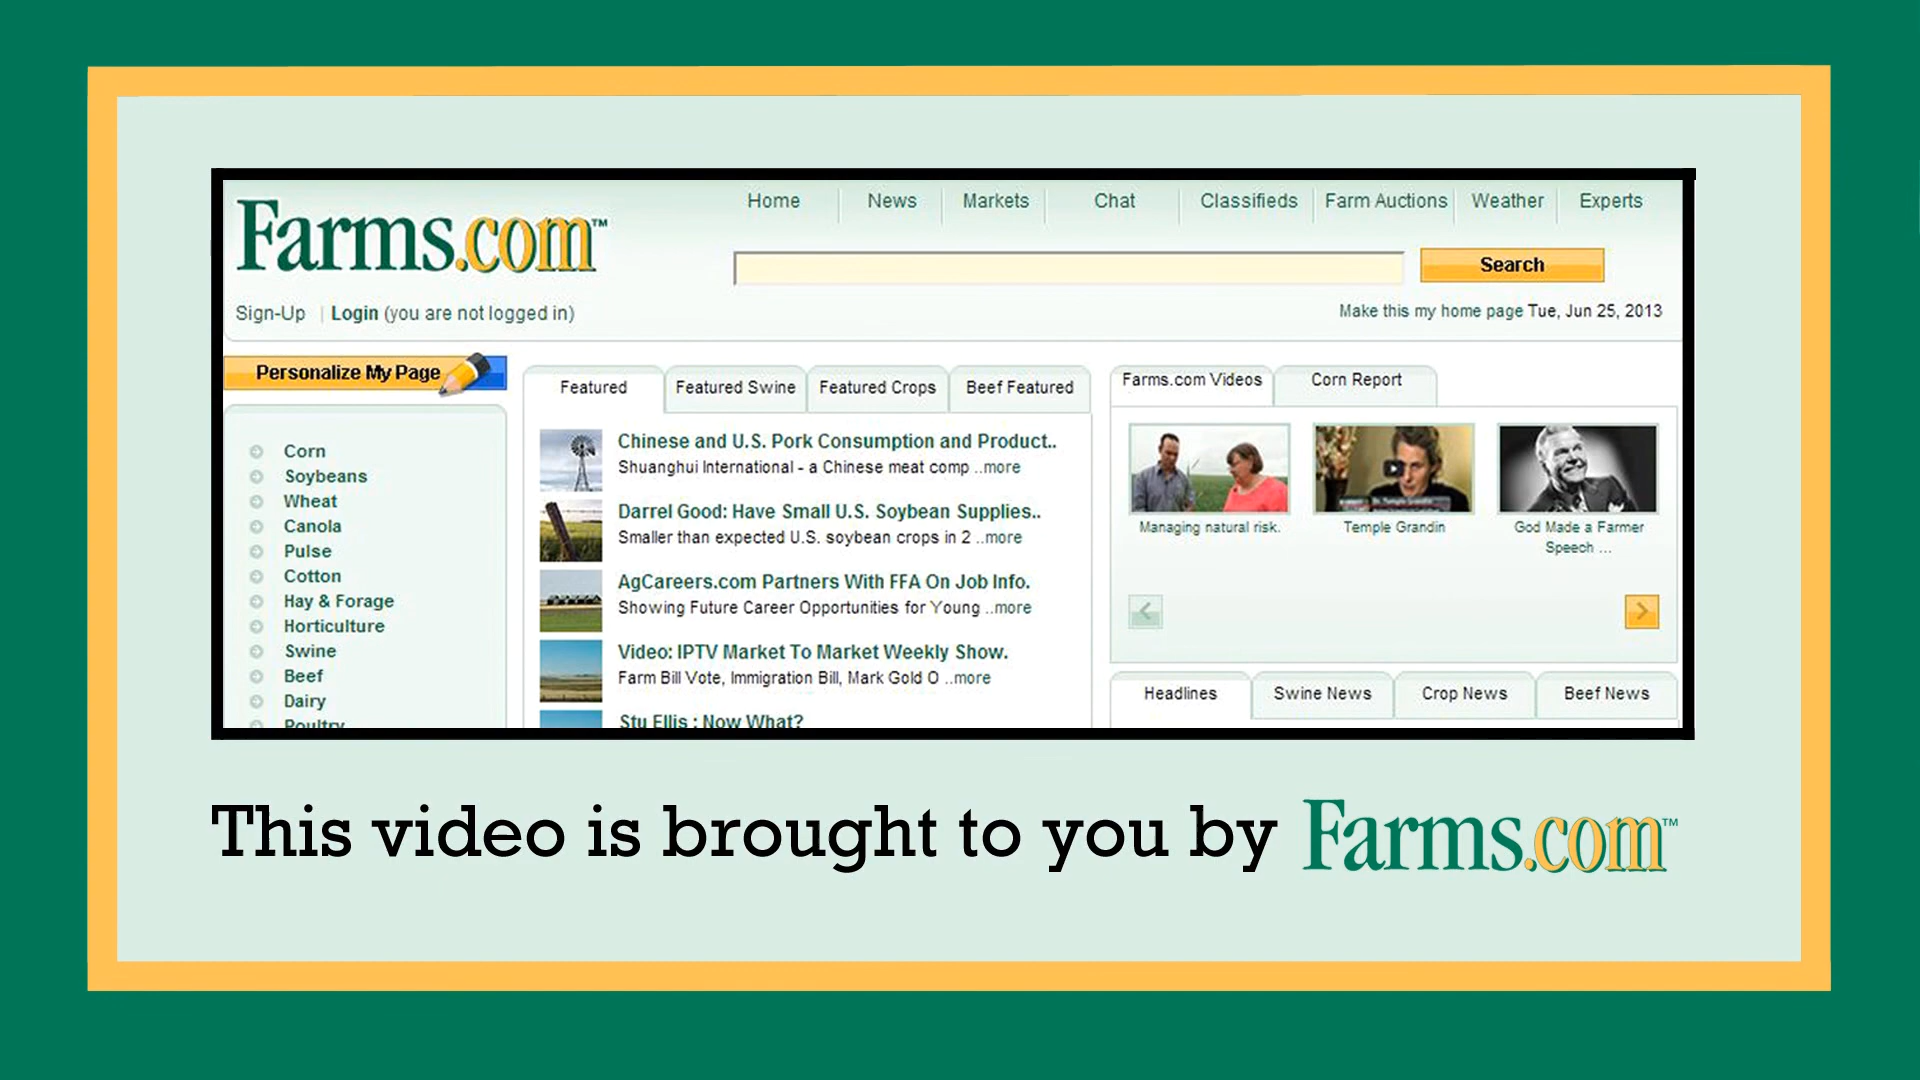 Farms.com™
Home
News
Markets
Chat
Classifieds
Farm Auctions
Weather
Experts
Search
Sign-Up | Login (you are not logged in)
Make this my home page Tue, Jun 25, 2013
Personalize My Page
Corn
Soybeans
Wheat
Canola
Pulse
Cotton
Hay & Forage
Horticulture
Swine
Beef
Dairy
Poultry
Featured
Featured Swine
Featured Crops
Beef Featured
Chinese and U.S. Pork Consumption and Product..
Shuanghui International - a Chinese meat comp ..more
Darrel Good: Have Small U.S. Soybean Supplies..
Smaller than expected U.S. soybean crops in 2 ..more
AgCareers.com Partners With FFA On Job Info.
Showing Future Career Opportunities for Young ..more
Video: IPTV Market To Market Weekly Show.
Farm Bill Vote, Immigration Bill, Mark Gold O ..more
Stu Ellis : Now What?
Farms.com Videos
Corn Report
Managing natural risk.
Temple Grandin
God Made a Farmer
Speech ...
Headlines
Swine News
Crop News
Beef News
This video is brought to you by Farms.com™